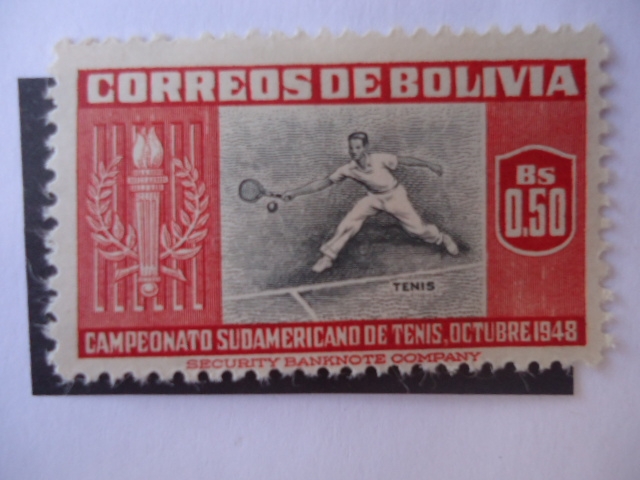 CORREOS DE BOLIVIA
Bs
0.50
TENIS
CAMPEONATO SUDAMERICANO DE TENIS, OCTUBRE 1948
SECURITY BANKNOTE COMPANY